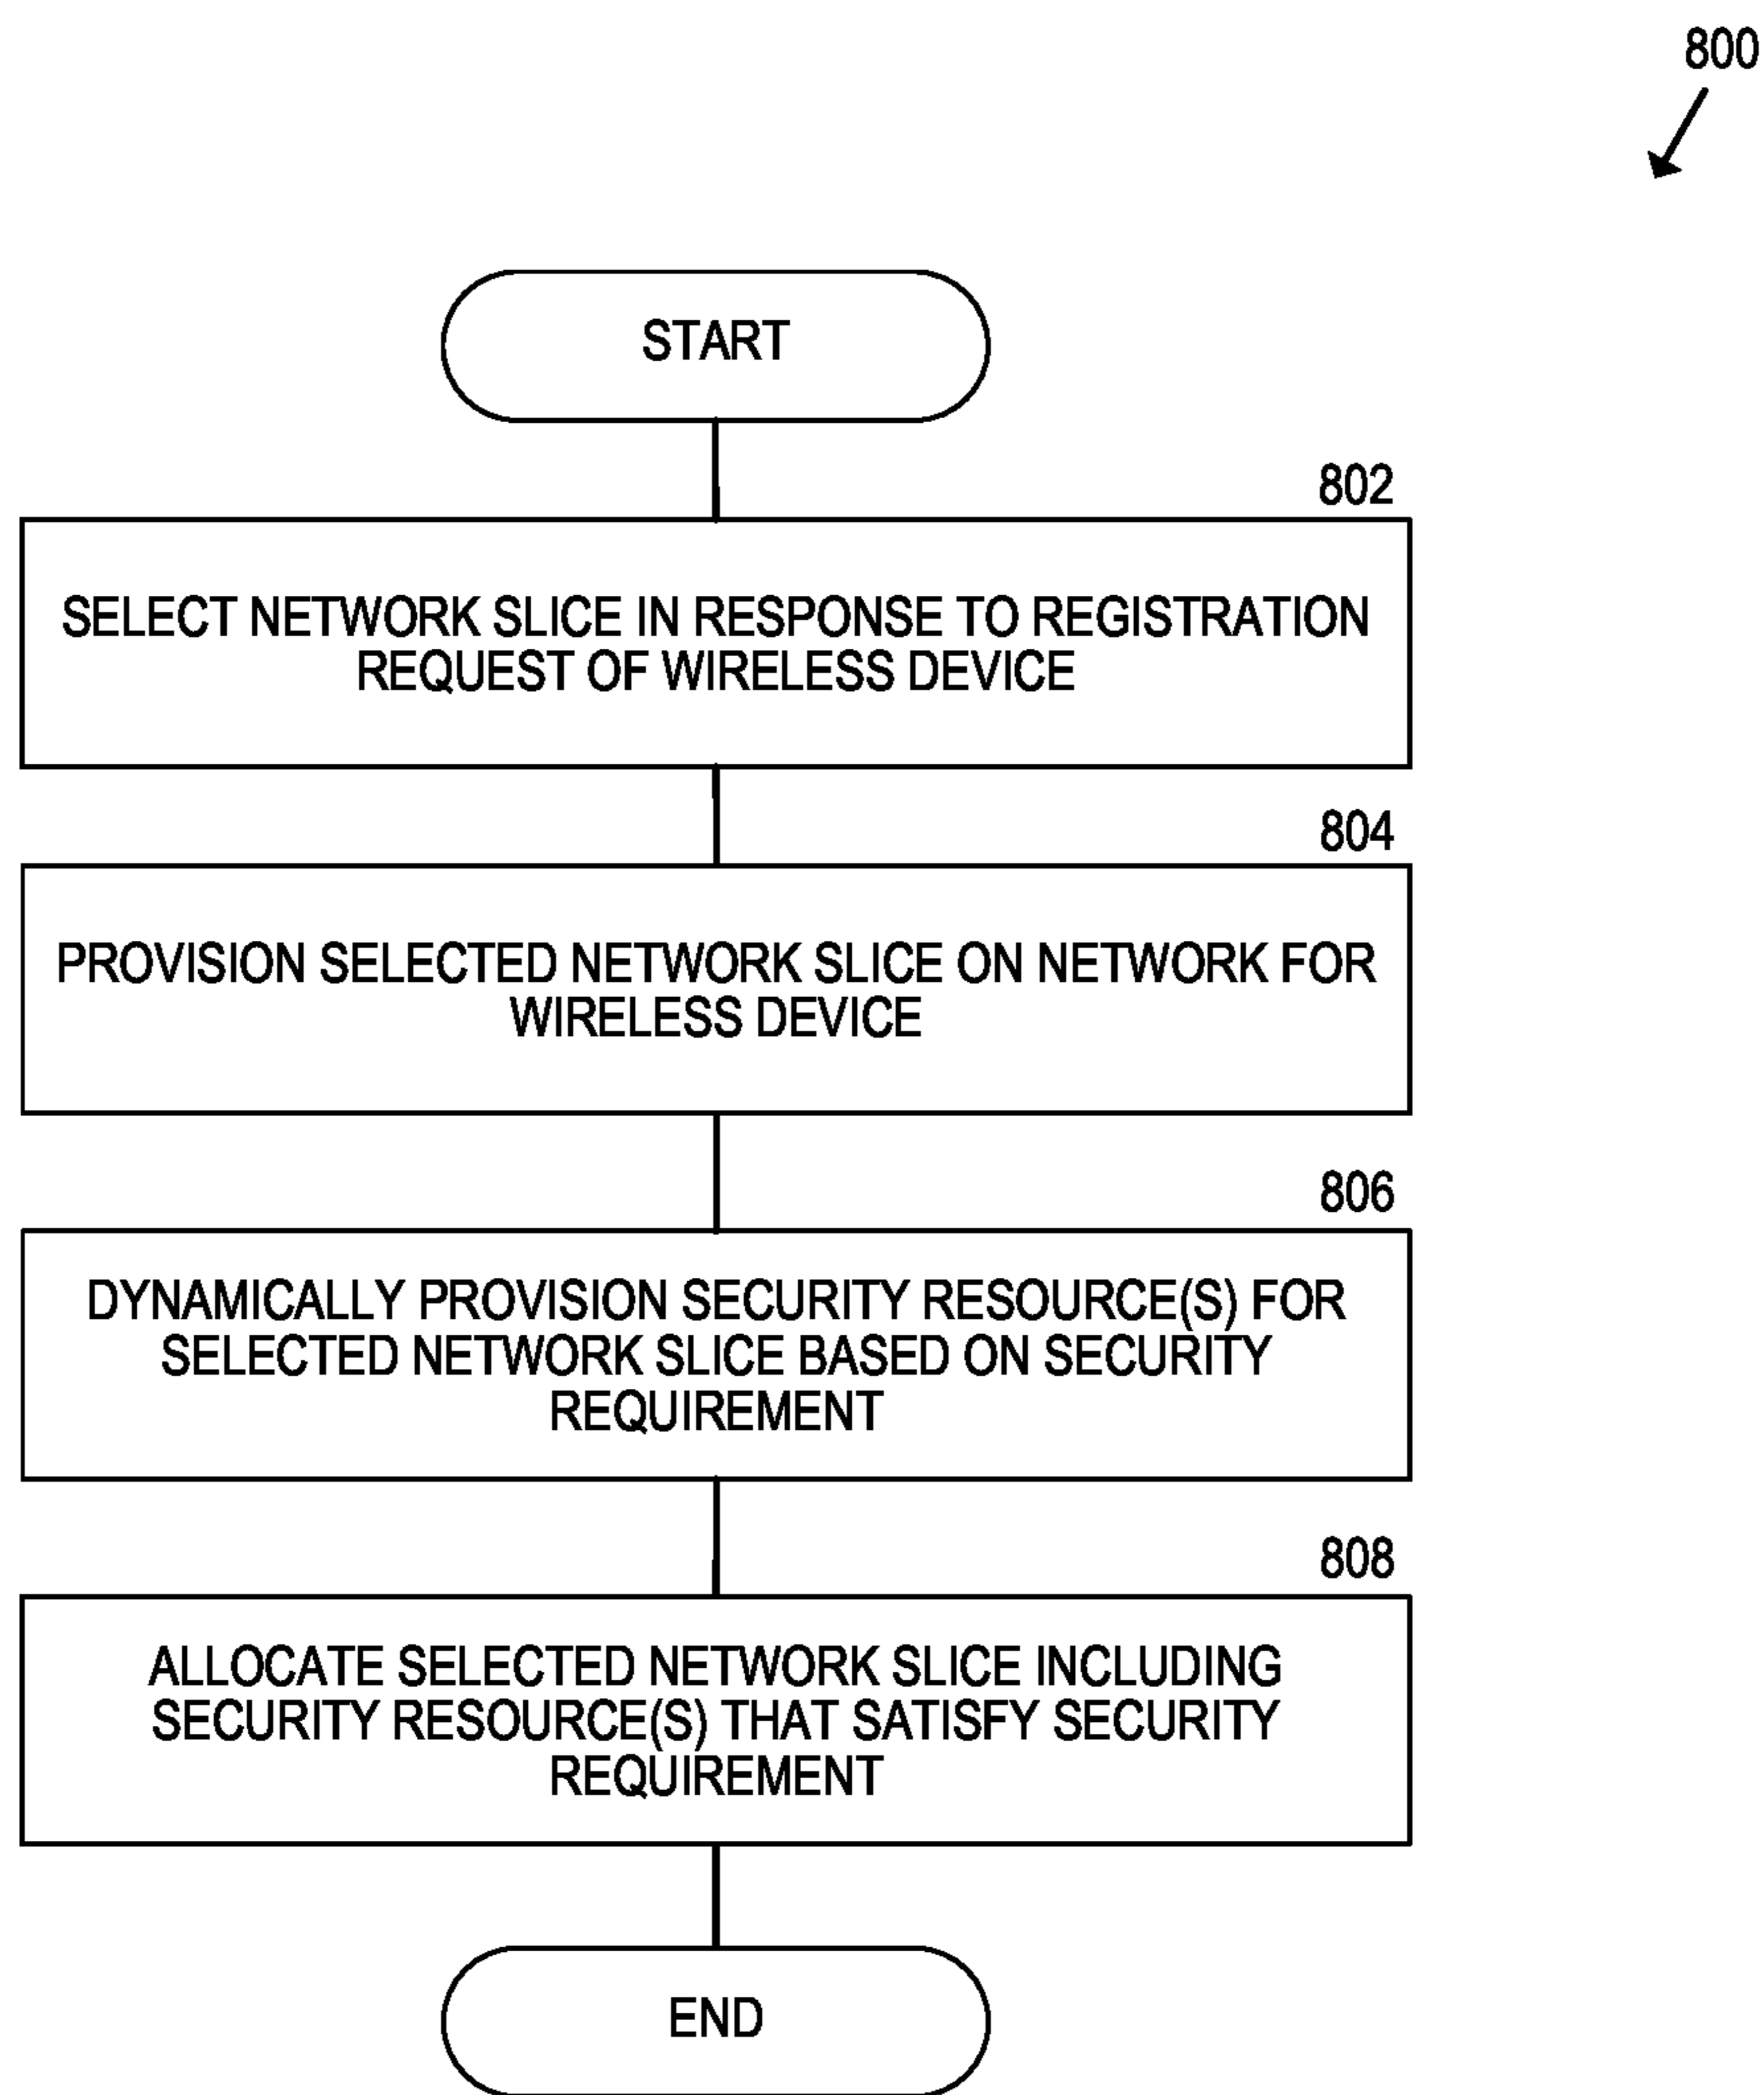 800
START
802
SELECT NETWORK SLICE IN RESPONSE TO REGISTRATION
REQUEST OF WIRELESS DEVICE
804
PROVISION SELECTED NETWORK SLICE ON NETWORK FOR
WIRELESS DEVICE
806
DYNAMICALLY PROVISION SECURITY RESOURCE(S) FOR
SELECTED NETWORK SLICE BASED ON SECURITY
REQUIREMENT
808
ALLOCATE SELECTED NETWORK SLICE INCLUDING
SECURITY RESOURCE(S) THAT SATISFY SECURITY
REQUIREMENT
END